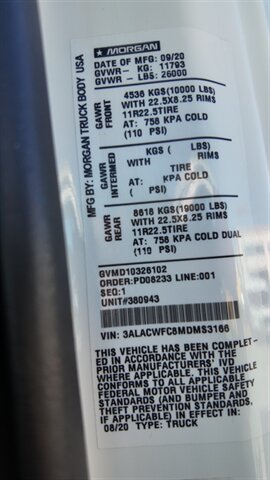 MORGAN
MFG BY: MORGAN TRUCK BODY USA
DATE OF MFG: 09/20
GVWR- KG: 11793
GVWR - LBS: 26000
GAWR FRONT
4536 KGS(10000 LBS)
WITH 22.5X8.25 RIMS
11R22.5TIRE
AT: 758 KPA COLD
(110 PSI)
GAWR INTERMED
KGS ( LBS)
WITH RIMS
TIRE
AT: KPA COLD
( PSI)
GAWR REAR
8618 KGS(19000 LBS)
WITH 22.5X8.25 RIMS
11R22.5TIRE
AT: 758 KPA COLD DUAL
(110 PSI)
GVMD10326102
ORDER:PD08233 LINE:001
SEQ:1
UNIT#380943
VIN: 3ALACWFC8MDMS3166
THIS VEHICLE HAS BEEN COMPLET-
ED IN ACCORDANCE WITH THE
PRIOR MANUFACTURERS' IVD
WHERE APPLICABLE. THIS VEHICLE
CONFORMS TO ALL APPLICABLE
FEDERAL MOTOR VEHICLE SAFETY
STANDARDS (AND BUMPER AND
THEFT PREVENTION STANDARDS IF
APPLICABLE) IN EFFECT IN:
08/20 TYPE: TRUCK